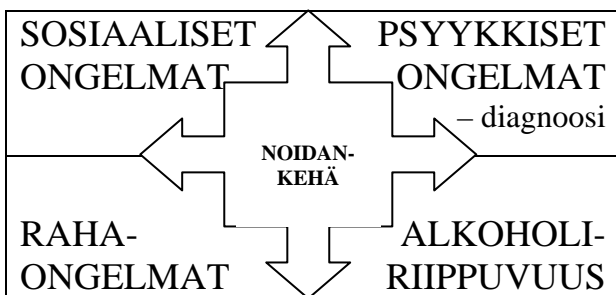 SOSIAALISET
ONGELMAT
PSYYKKISET
ONGELMAT
– diagnoosi
NOIDAN-
KEHÄ
RAHA-
ONGELMAT
ALKOHOLI-
RIIPPUVUUS